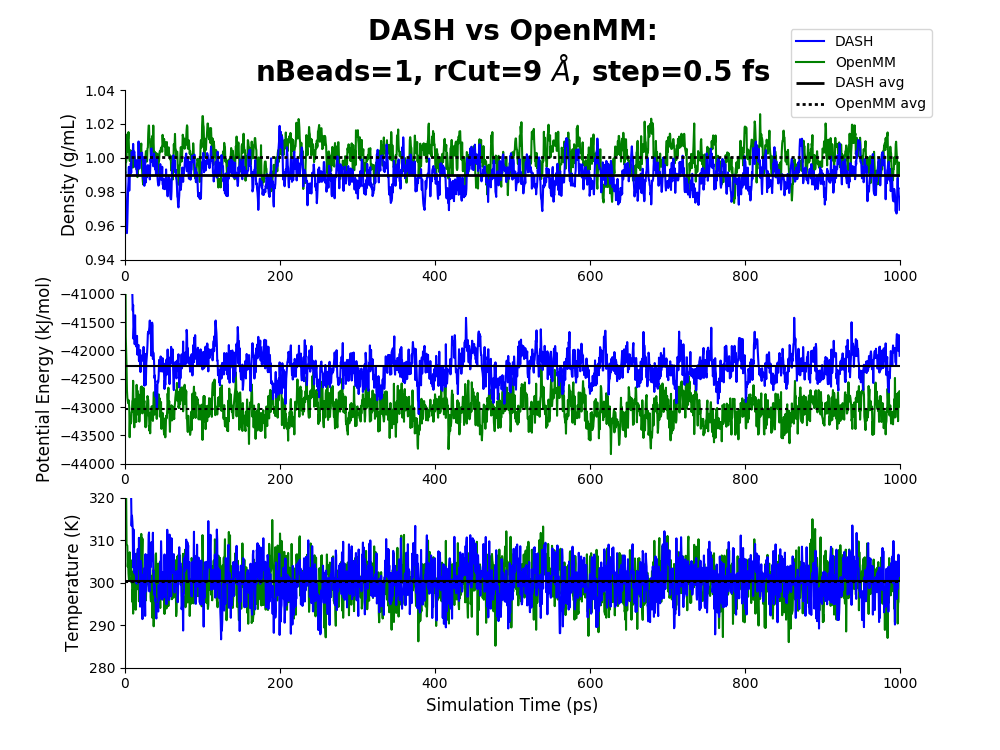 DASH vs OpenMM:
nBeads=1, rCut=9 Å, step=0.5 fs
DASH
OpenMM
DASH avg
OpenMM avg
Density (g/mL)
1.04
1.02
1.00
0.98
0.96
0.94
0 200 400 600 800 1000
Potential Energy (kJ/mol)
−41000
−41500
−42000
−42500
−43000
−43500
−44000
0 200 400 600 800 1000
Temperature (K)
320
310
300
290
280
0 200 400 600 800 1000
Simulation Time (ps)